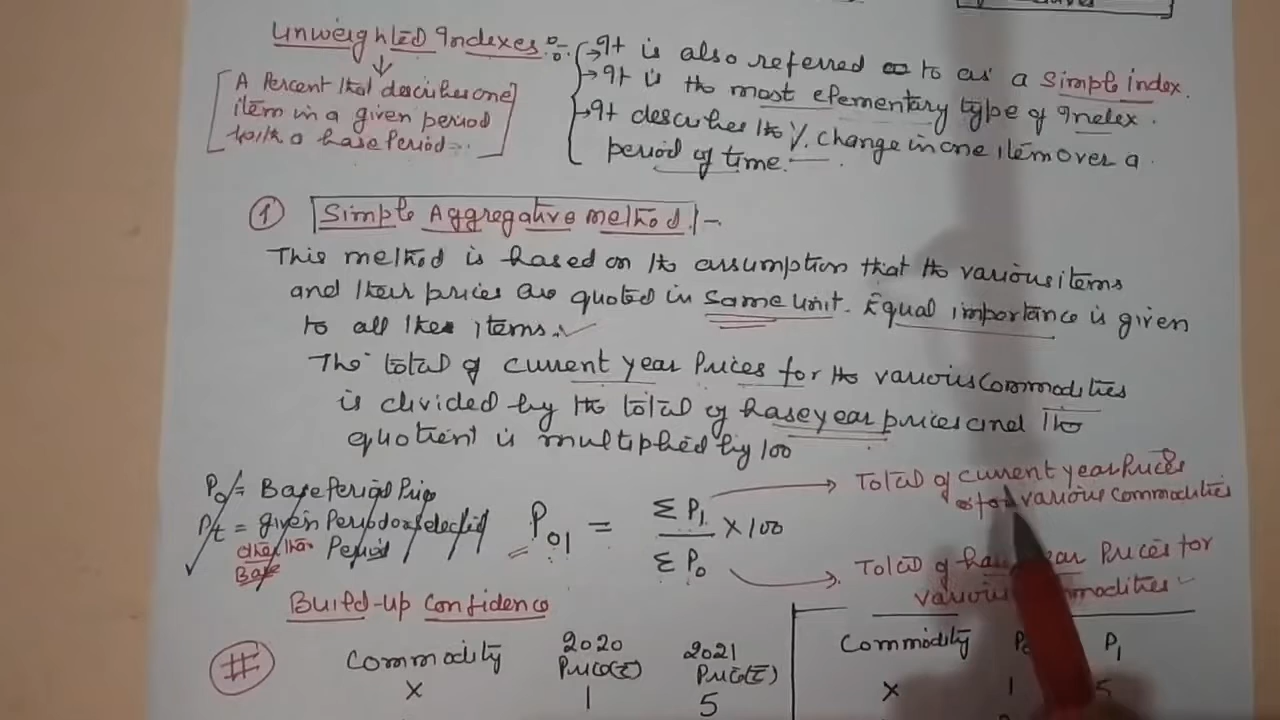 Unweighted Indexes :-
A Percent that describes one
item in a given period
with a base Period
→ It is also referred to as a Simple index.
→ It is the most elementary type of Index.
→ It describes the % change in one item over a
period of time.
① Simple Aggregative method :-
This method is based on the assumption that the various items
and their prices are quoted in same unit. Equal importance is given
to all the items.
The total of current year Prices for the various commodities
is divided by the total of base year prices and the
quotient is multiplied by 100
P0 = Base Period Price
Pt = given Period or selected
other than Period
Base
P01 = ΣP1 / ΣP0 × 100
Total of current year Prices
for various commodities
Total of Prices for
various commodities
Build-up Confidence
# Commodity 2020 Price(₹) 2021 Price(₹)
X 1 5
Commodity P1
X 1 5